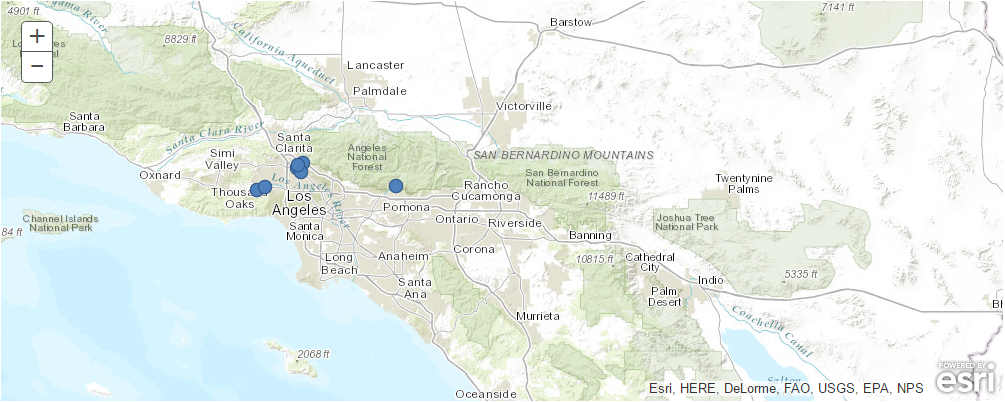 4901 ft
7141 ft
Barstow
+
8829 ft
California Aqueduct
−
Lancaster
Palmdale
Victorville
Santa
Barbara
Santa Clara River
Santa
Clarita
Simi
Valley
Angeles
National
Forest
SAN BERNARDINO MOUNTAINS
San Bernardino
National Forest
Oxnard
Los Angeles River
Rancho
Cucamonga
Twentynine
Palms
11489 ft
Oaks
Los
Angeles
Pomona
Ontario
Riverside
Channel Islands
National Park
Joshua Tree
National Park
84 ft
Santa
Monica
Banning
Corona
Long
Beach
Anaheim
10815 ft
Cathedral
City
5335 ft
Santa
Ana
Indio
Palm
Desert
Murrieta
Coachella Canal
2068 ft
Oceanside
POWERED BY
esri
Esri, HERE, DeLorme, FAO, USGS, EPA, NPS